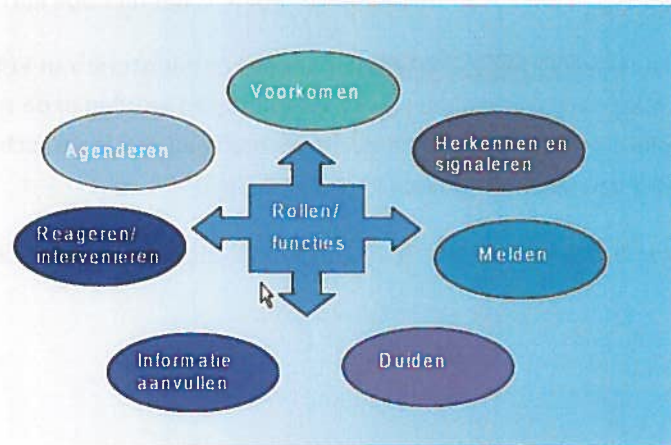 Voorkomen
Herkennen en
signaleren
Melden
Duiden
Informatie
aanvullen
Reageren/
interveniëren
Agenderen
Rollen/
functies